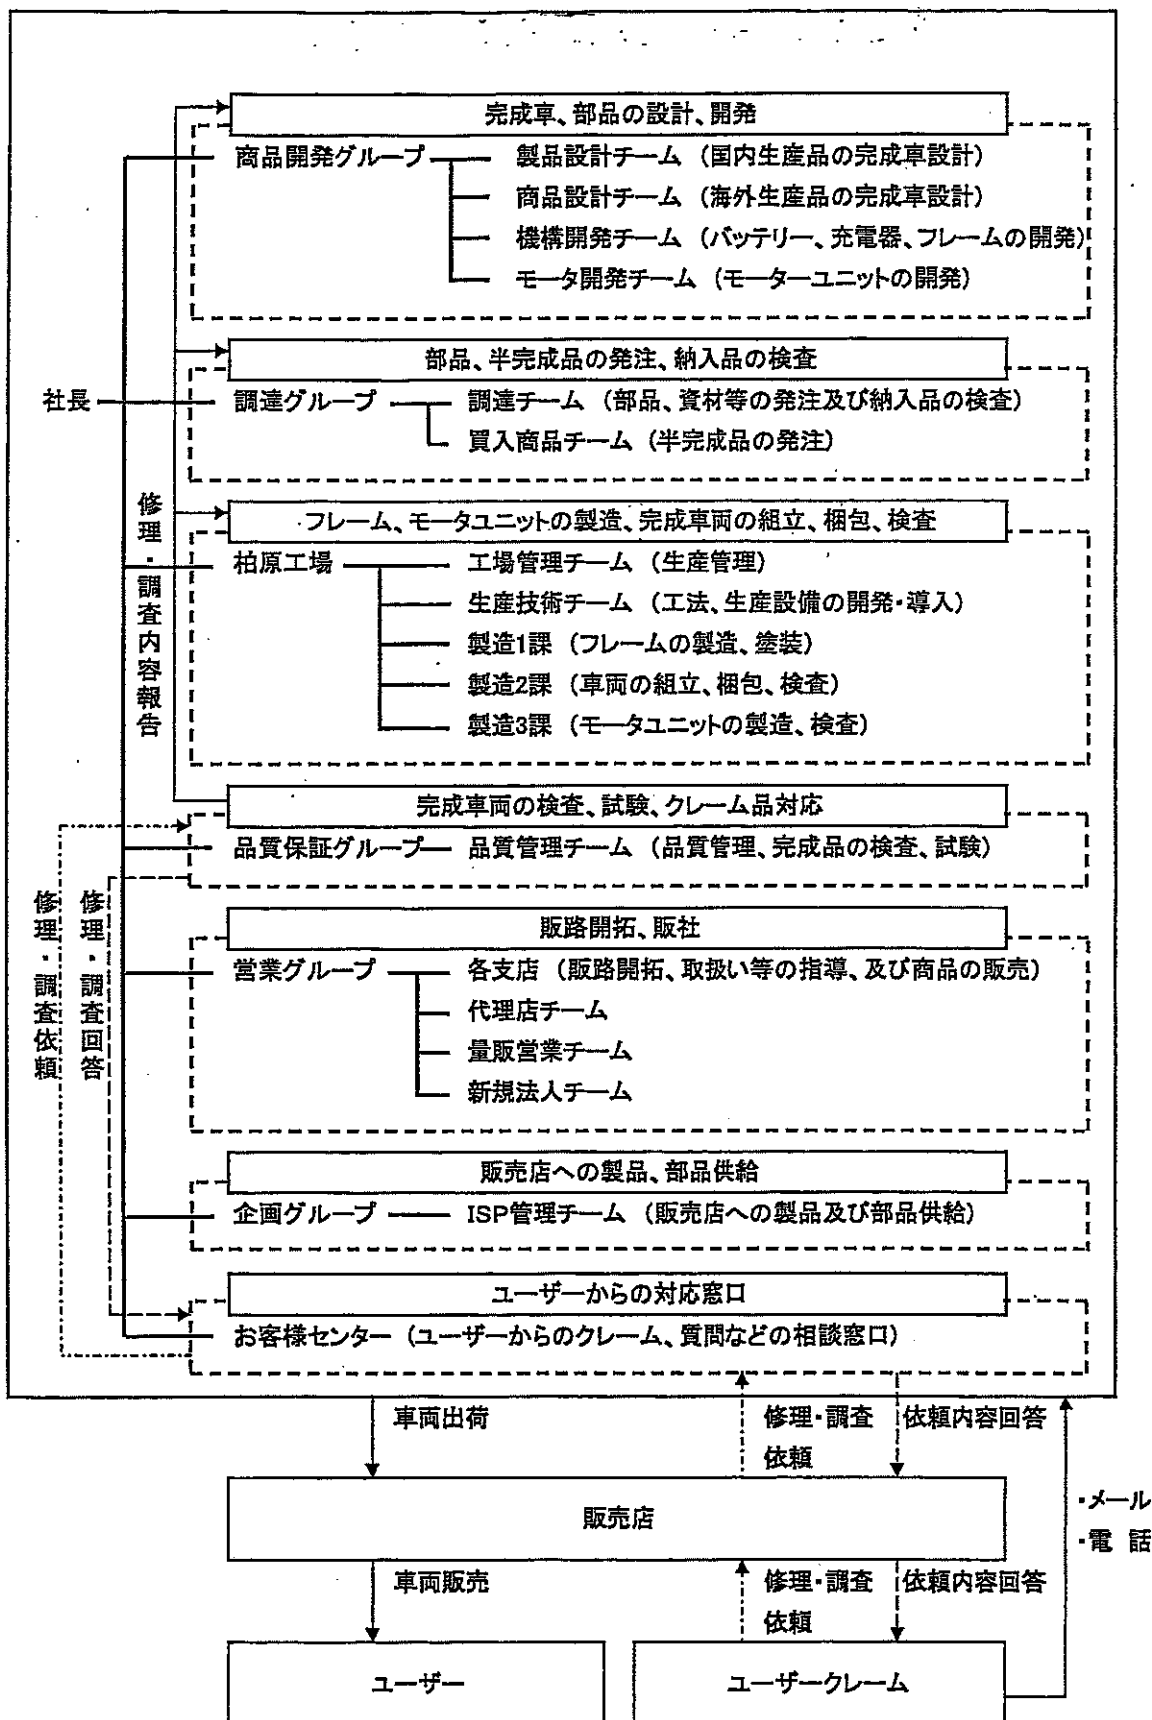 完成車、部品の設計、開発
商品開発グループ
製品設計チーム (国内生産品の完成車設計)
商品設計チーム (海外生産品の完成車設計)
機構開発チーム (バッテリー、充電器、フレームの開発)
モータ開発チーム (モーターユニットの開発)
部品、半完成品の発注、納入品の検査
社長
調達グループ
調達チーム (部品、資材等の発注及び納入品の検査)
買入商品チーム (半完成品の発注)
修理・調査内容報告
フレーム、モータユニットの製造、完成車両の組立、梱包、検査
柏原工場
工場管理チーム (生産管理)
生産技術チーム (工法、生産設備の開発・導入)
製造1課 (フレームの製造、塗装)
製造2課 (車両の組立、梱包、検査)
製造3課 (モータユニットの製造、検査)
完成車両の検査、試験、クレーム品対応
品質保証グループ
品質管理チーム (品質管理、完成品の検査、試験)
修理・調査依頼
修理・調査回答
販路開拓、販社
営業グループ
各支店 (販路開拓、取扱い等の指導、及び商品の販売)
代理店チーム
量販営業チーム
新規法人チーム
販売店への製品、部品供給
企画グループ
ISP管理チーム (販売店への製品及び部品供給)
ユーザーからの対応窓口
お客様センター (ユーザーからのクレーム、質問などの相談窓口)
車両出荷
修理・調査
依頼
依頼内容回答
販売店
・メール
・電話
車両販売
修理・調査
依頼
依頼内容回答
ユーザー
ユーザークレーム